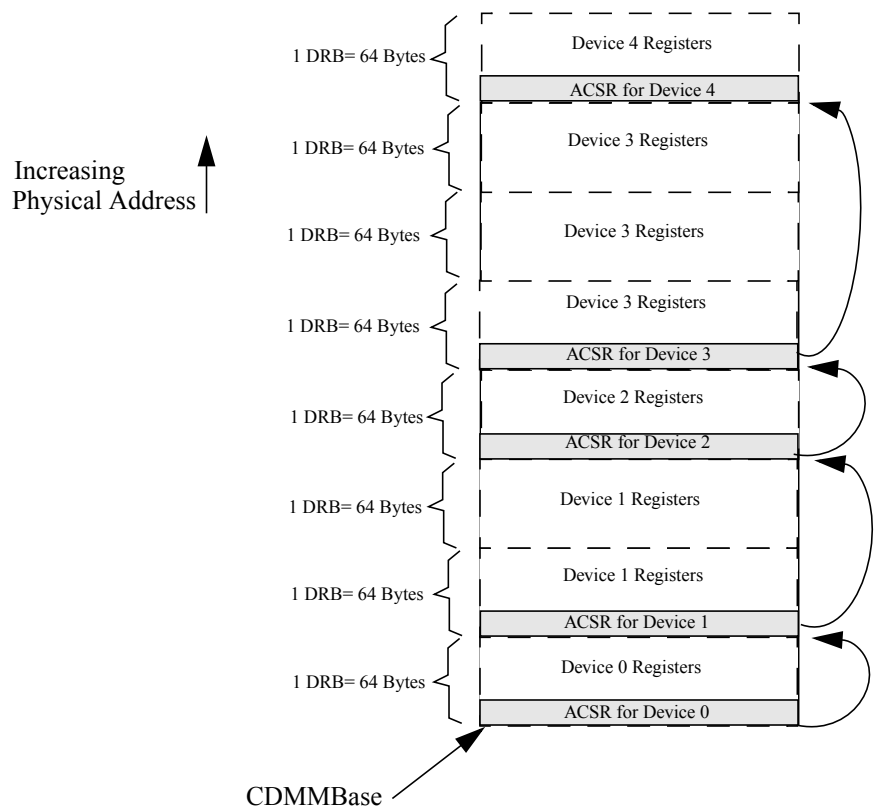 1 DRB= 64 Bytes
Device 4 Registers
ACSR for Device 4
1 DRB= 64 Bytes
Device 3 Registers
Increasing
Physical Address
1 DRB= 64 Bytes
Device 3 Registers
1 DRB= 64 Bytes
Device 3 Registers
ACSR for Device 3
1 DRB= 64 Bytes
Device 2 Registers
ACSR for Device 2
1 DRB= 64 Bytes
Device 1 Registers
1 DRB= 64 Bytes
Device 1 Registers
ACSR for Device 1
1 DRB= 64 Bytes
Device 0 Registers
ACSR for Device 0
CDMMBase